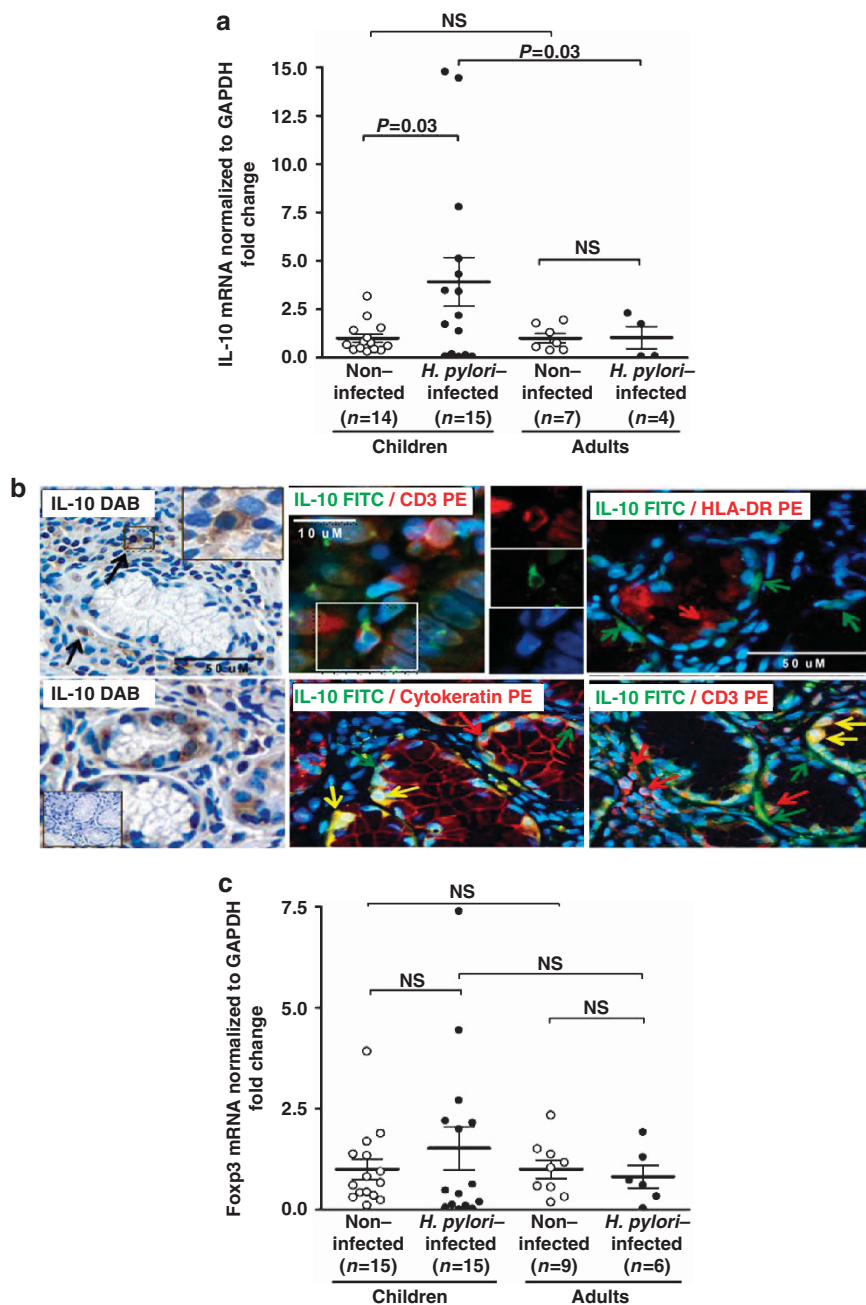 a
NS
P=0.03
P=0.03
NS
IL-10 mRNA normalized to GAPDH
fold change
15.0
12.5
10.0
7.5
5.0
2.5
0.0
Non–
infected
(n=14)
H. pylori–
infected
(n=15)
Non–
infected
(n=7)
H. pylori–
infected
(n=4)
Children
Adults
b
IL-10 DAB
50 uM
IL-10 FITC / CD3 PE
10 uM
IL-10 FITC / HLA-DR PE
50 uM
IL-10 DAB
IL-10 FITC / Cytokeratin PE
IL-10 FITC / CD3 PE
c
NS
NS
NS
NS
Foxp3 mRNA normalized to GAPDH
fold change
7.5
5.0
2.5
0.0
Non–
infected
(n=15)
H. pylori–
infected
(n=15)
Non–
infected
(n=9)
H. pylori–
infected
(n=6)
Children
Adults